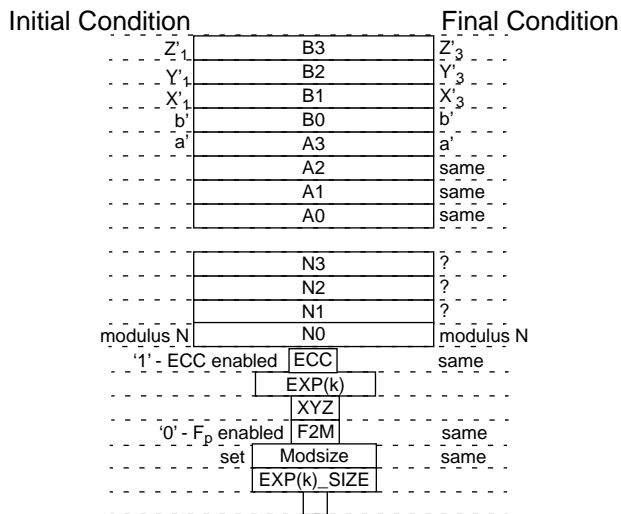 Initial Condition Final Condition
Z'1 B3 Z'3
Y'1 B2 Y'3
X'1 B1 X'3
b' B0 b'
a' A3 a'
A2 same
A1 same
A0 same
N3 ?
N2 ?
N1 ?
modulus N N0 modulus N
‘1’ - ECC enabled ECC same
EXP(k)
XYZ
‘0’ - Fp enabled F2M same
set Modsize same
EXP(k)_SIZE